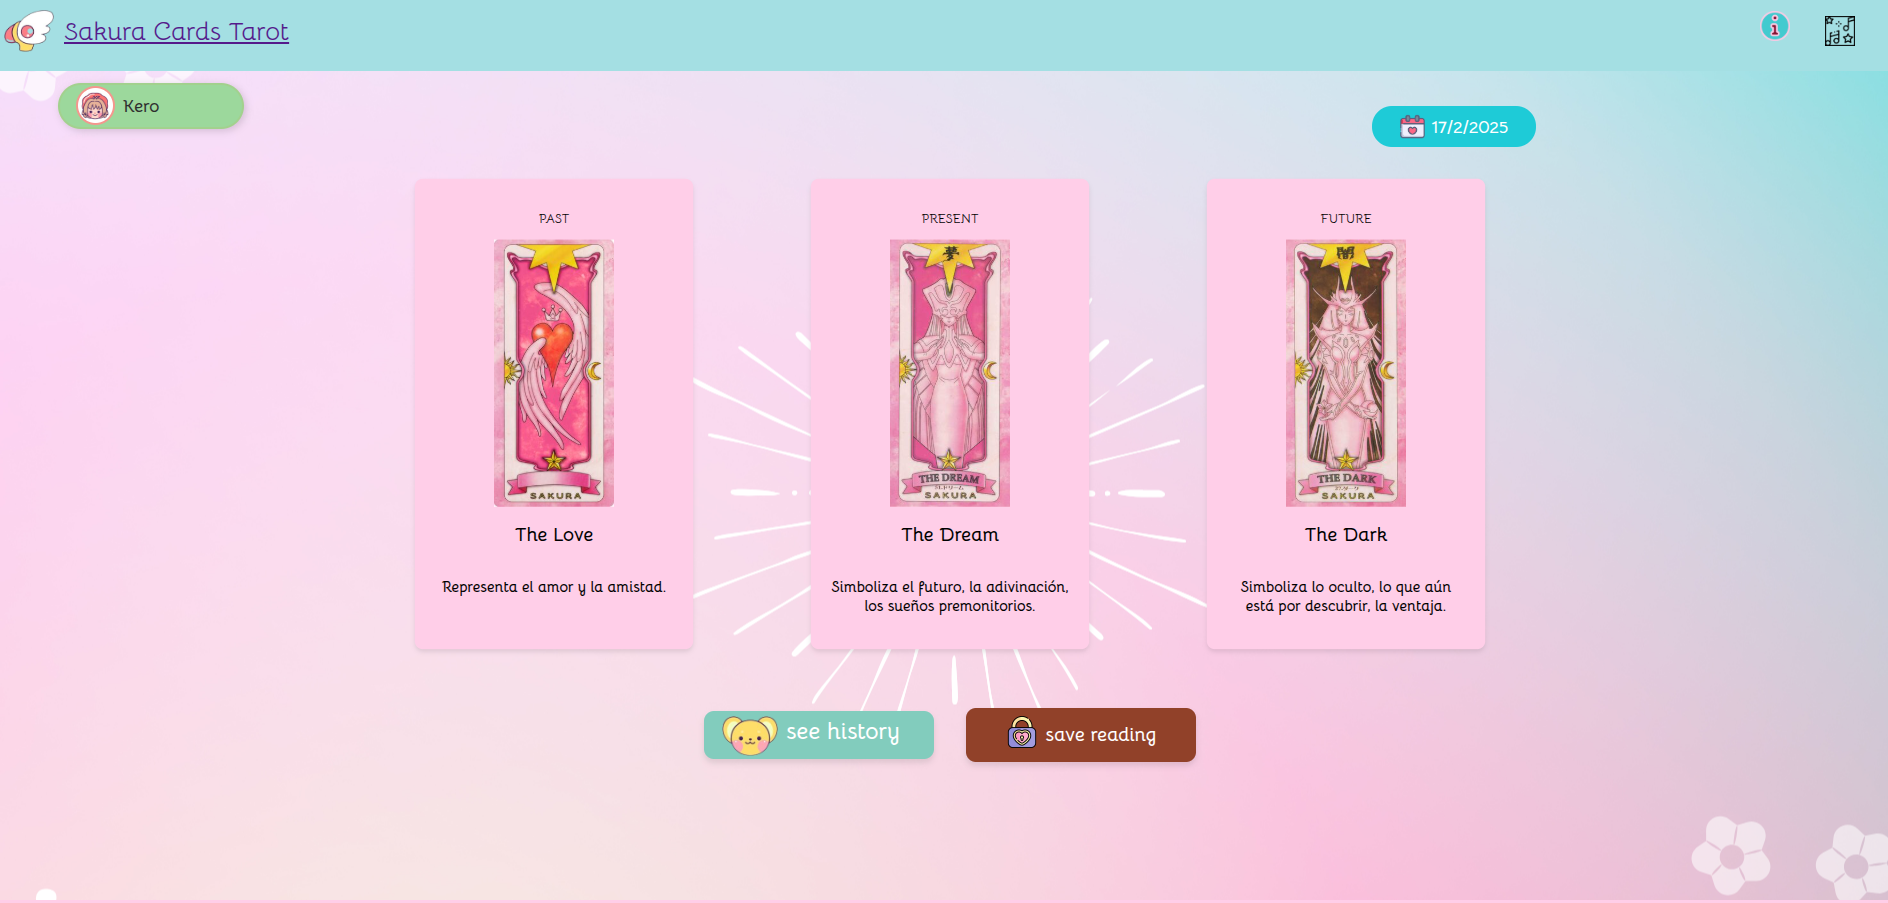 Sakura Cards Tarot
Kero
17/2/2025
PAST
SAKURA
The Love
Representa el amor y la amistad.
PRESENT
夢
THE DREAM
SAKURA
The Dream
Simboliza el futuro, la adivinación,
los sueños premonitorios.
FUTURE
闇
THE DARK
SAKURA
The Dark
Simboliza lo oculto, lo que aún
está por descubrir, la ventaja.
see history
save reading